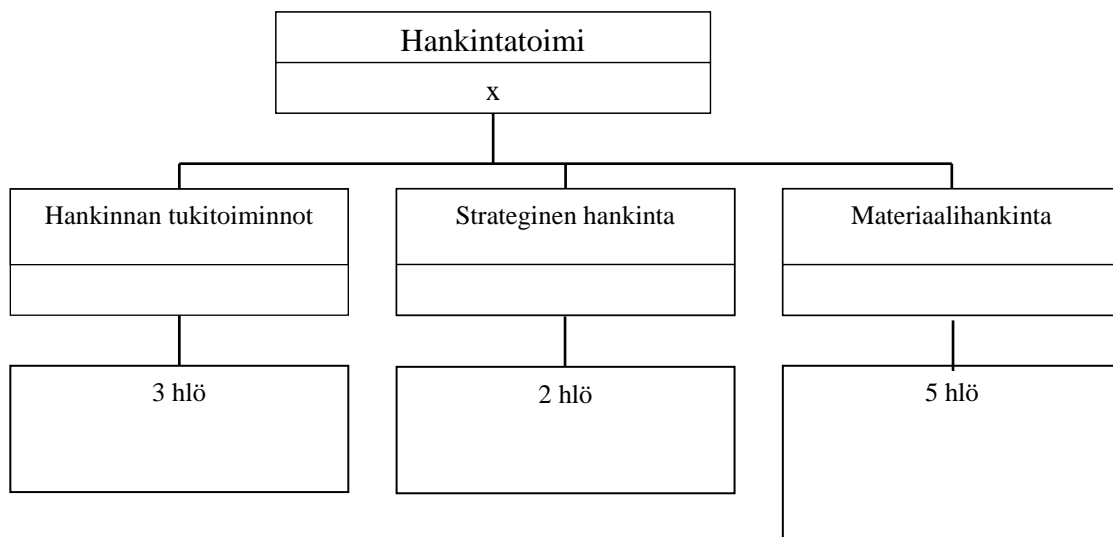 Hankintatoimi
x
Hankinnan tukitoiminnot
Strateginen hankinta
Materiaalihankinta
3 hlö
2 hlö
5 hlö